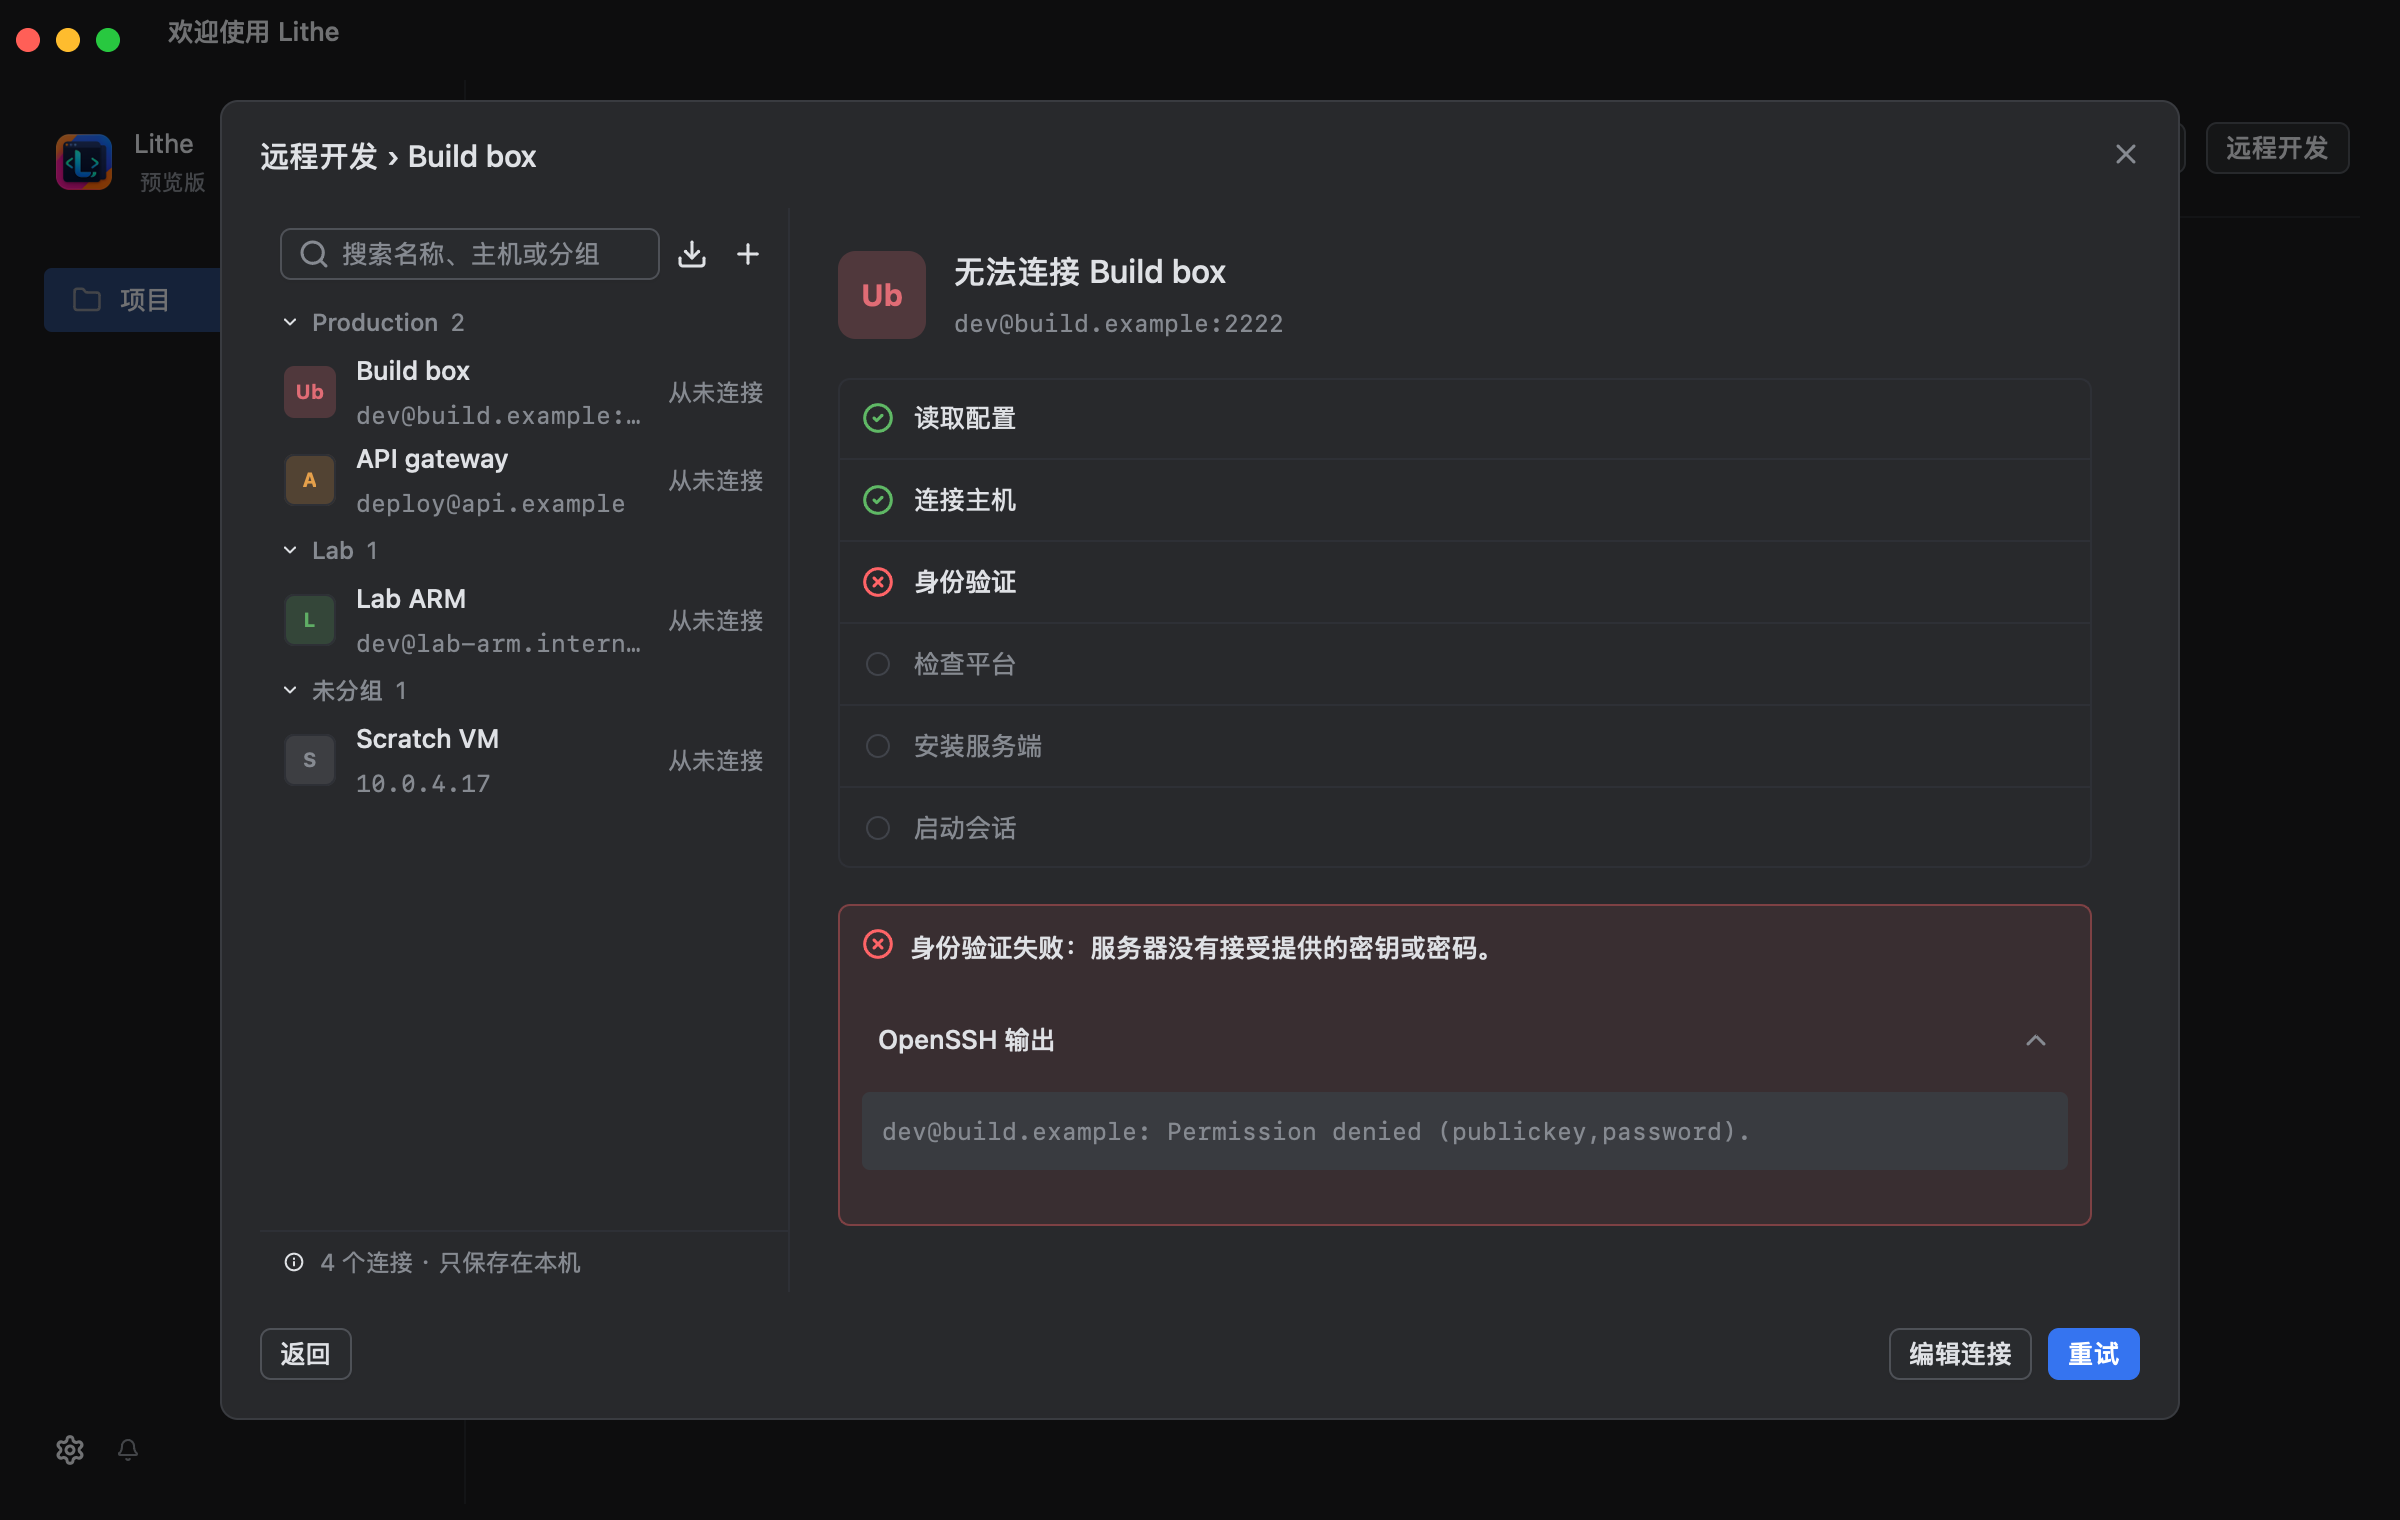 欢迎使用 Lithe
Lithe
预览版
远程开发
项目
远程开发 › Build box
搜索名称、主机或分组
Production 2
Ub
Build box
dev@build.example:…
从未连接
A
API gateway
deploy@api.example
从未连接
Lab 1
L
Lab ARM
dev@lab-arm.intern…
从未连接
未分组 1
S
Scratch VM
10.0.4.17
从未连接
4 个连接 · 只保存在本机
Ub
无法连接 Build box
dev@build.example:2222
读取配置
连接主机
身份验证
检查平台
安装服务端
启动会话
身份验证失败：服务器没有接受提供的密钥或密码。
OpenSSH 输出
dev@build.example: Permission denied (publickey,password).
返回
编辑连接
重试